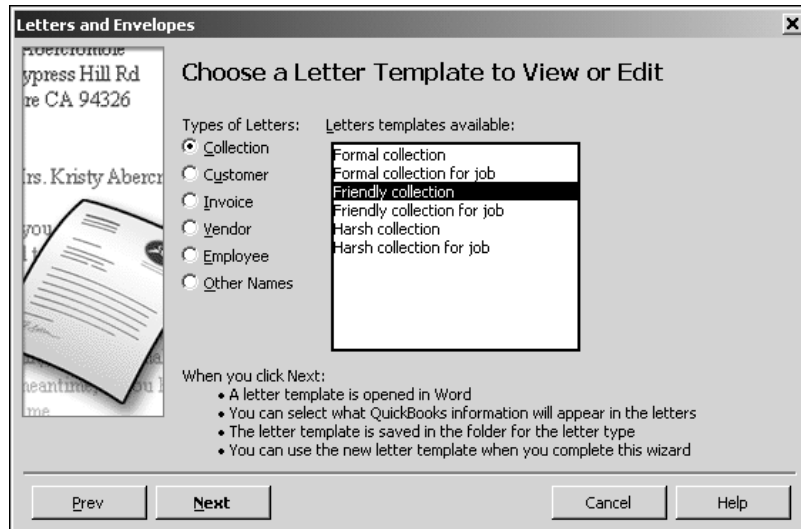 Letters and Envelopes
Abercrombie
ypress Hill Rd
re CA 94326
rs. Kristy Abercr
you
Choose a Letter Template to View or Edit
Types of Letters:
Collection
Customer
Invoice
Vendor
Employee
Other Names
Letters templates available:
Formal collection
Formal collection for job
Friendly collection
Friendly collection for job
Harsh collection
Harsh collection for job
When you click Next:
• A letter template is opened in Word
• You can select what QuickBooks information will appear in the letters
• The letter template is saved in the folder for the letter type
• You can use the new letter template when you complete this wizard
Prev
Next
Cancel
Help